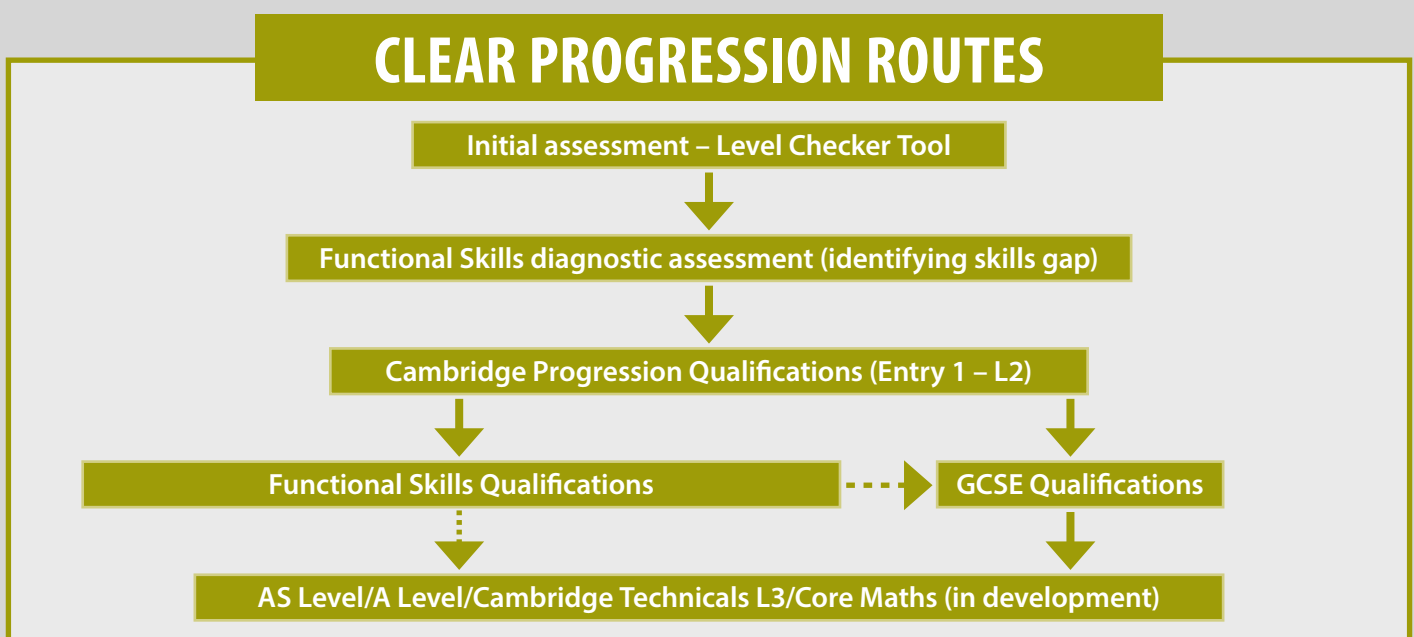 CLEAR PROGRESSION ROUTES
Initial assessment – Level Checker Tool
Functional Skills diagnostic assessment (identifying skills gap)
Cambridge Progression Qualifications (Entry 1 – L2)
Functional Skills Qualifications
GCSE Qualifications
AS Level/A Level/Cambridge Technicals L3/Core Maths (in development)